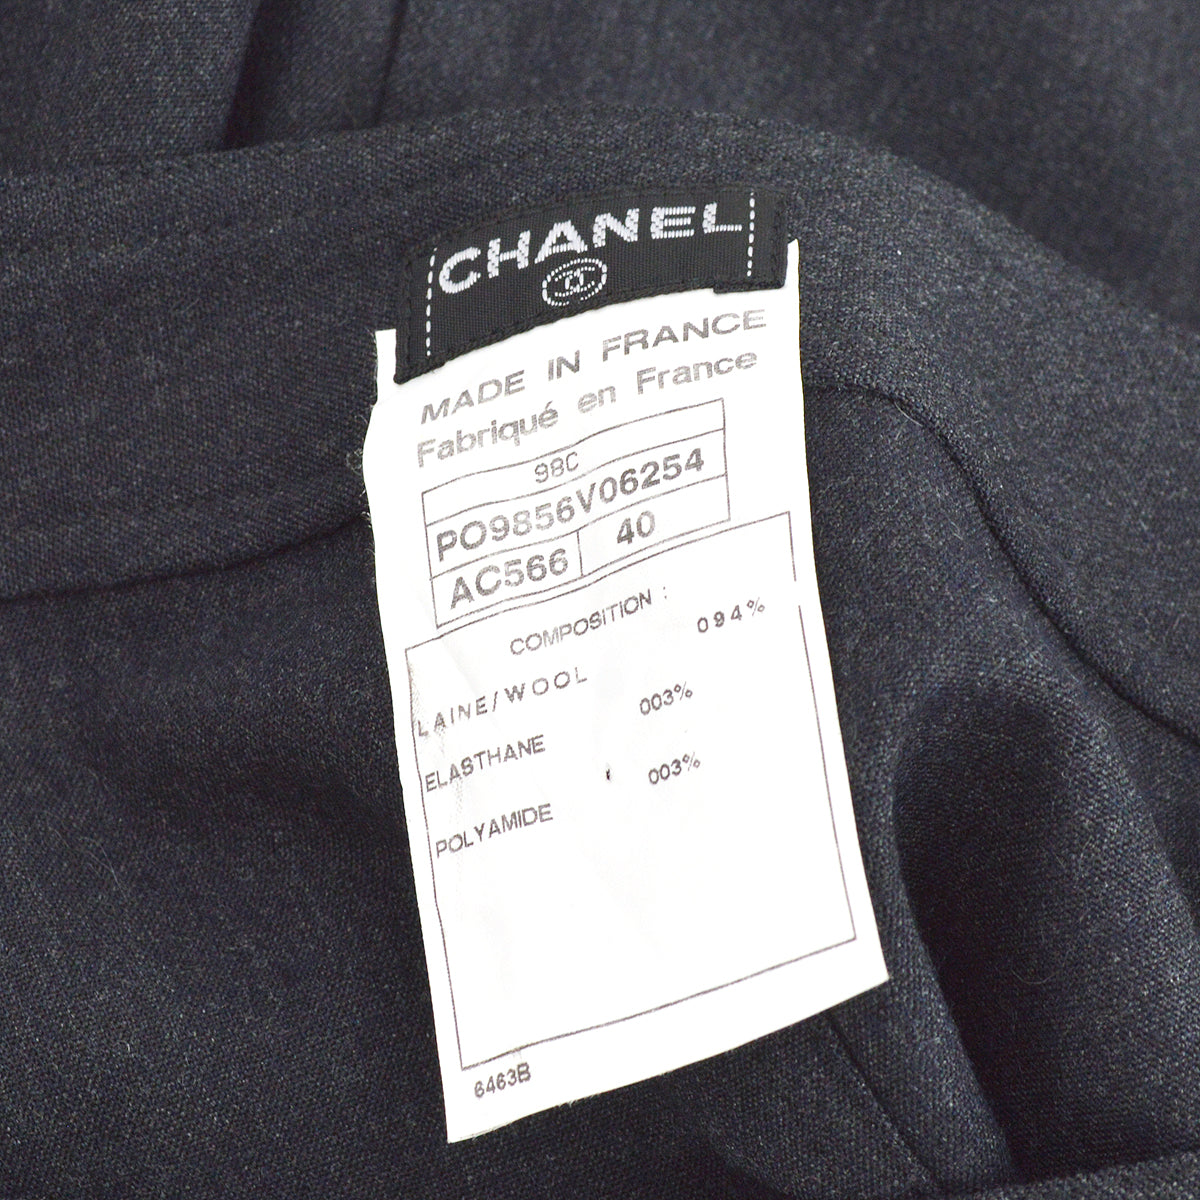 CHANEL
MADE IN FRANCE
Fabriqué en France
98C
PO9856V06254
AC566 40
COMPOSITION :
LAINE/WOOL 094%
ELASTHANE 003%
POLYAMIDE 003%
6463B